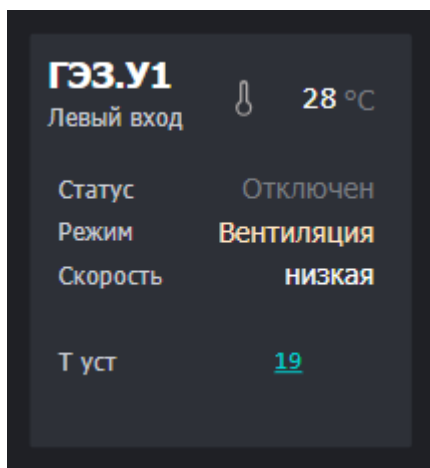 ГЭЗ.У1
Левый вход
28 °C
Статус Отключен
Режим Вентиляция
Скорость низкая
Т уст 19